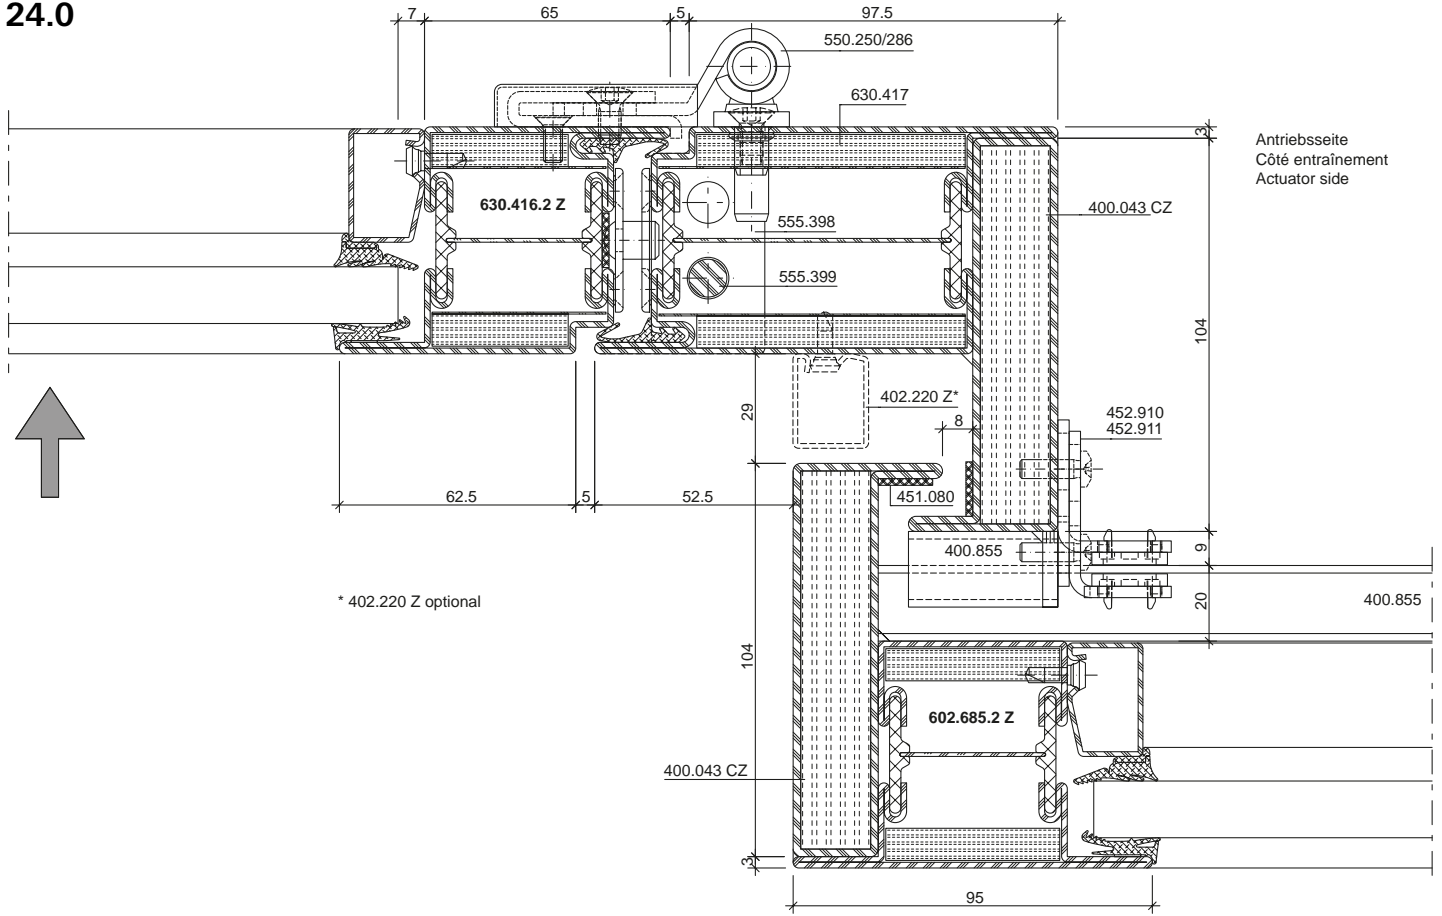 24.0
7
65
5
97.5
550.250/286
630.417
3
Antriebsseite
Côté entraînement
Actuator side
630.416.2 Z
400.043 CZ
555.398
555.399
104
29
402.220 Z*
8
452.910
452.911
62.5
5
52.5
451.080
400.855
9
* 402.220 Z optional
20
400.855
104
602.685.2 Z
400.043 CZ
3
95